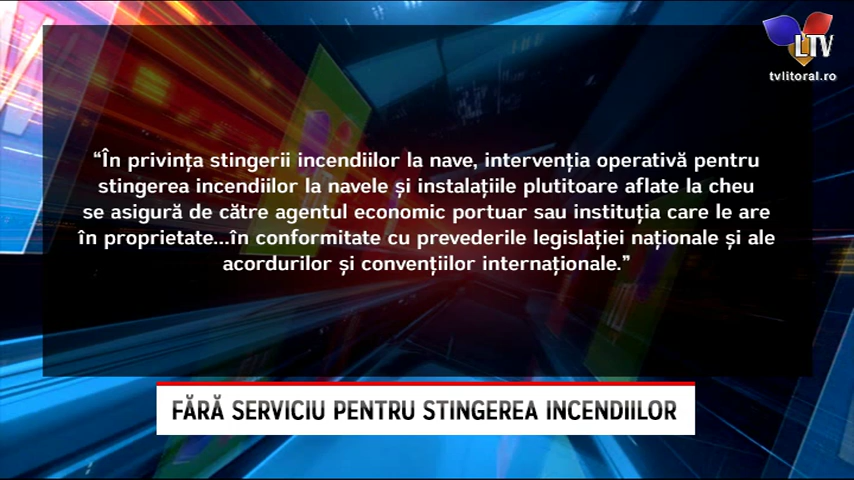 LTV
tvlitoral.ro
“În privința stingerii incendiilor la nave, intervenția operativă pentru
stingerea incendiilor la navele și instalațiile plutitoare aflate la cheu
se asigură de către agentul economic portuar sau instituția care le are
în proprietate...în conformitate cu prevederile legislației naționale și ale
acordurilor și convențiilor internaționale.”
FĂRĂ SERVICIU PENTRU STINGEREA INCENDIILOR